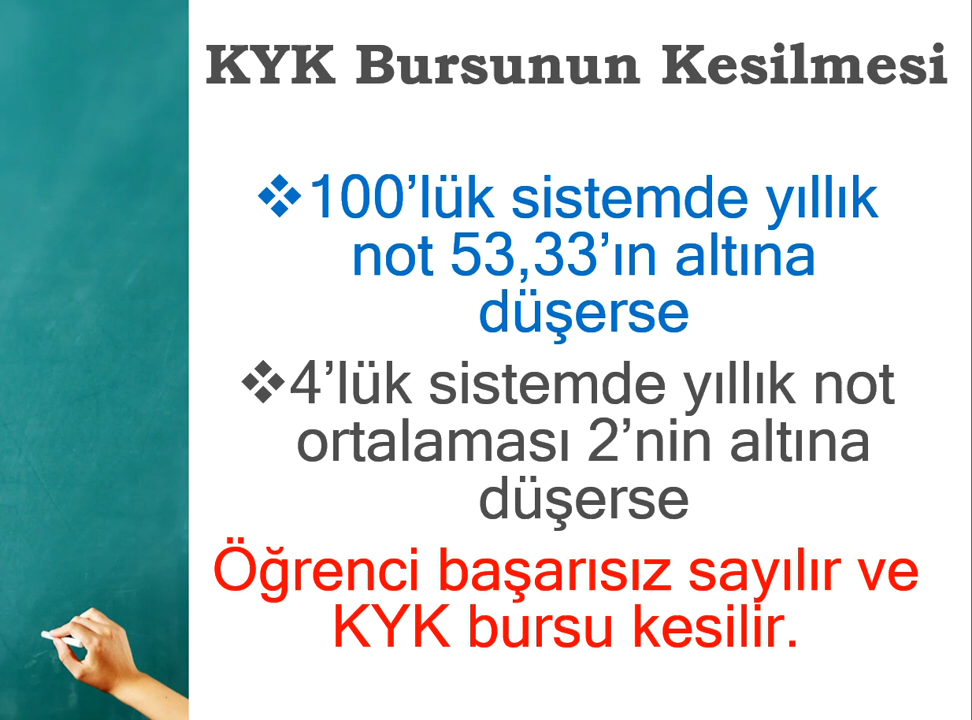 KYK Bursunun Kesilmesi
❖100’lük sistemde yıllık
not 53,33’ın altına
düşerse
❖4’lük sistemde yıllık not
ortalaması 2’nin altına
düşerse
Öğrenci başarısız sayılır ve
KYK bursu kesilir.